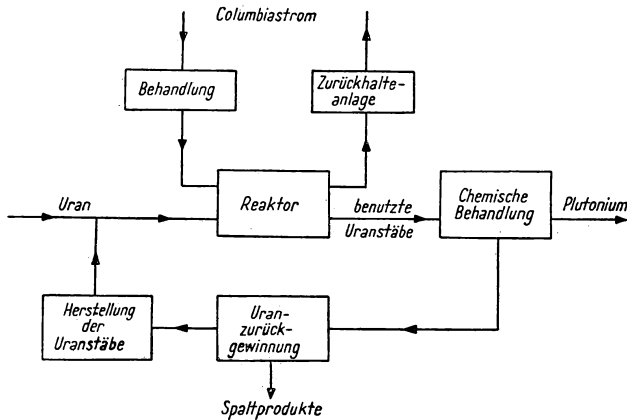 Columbiastrom
Behandlung
Zurückhalte-
anlage
Uran
Reaktor
benutzte
Uranstäbe
Chemische
Behandlung
Plutonium
Herstellung
der
Uranstäbe
Uran-
zurück-
gewinnung
Spaltprodukte